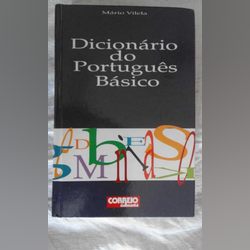 Mário Vilela
Dicionário
do
Português
Básico
CORREIO